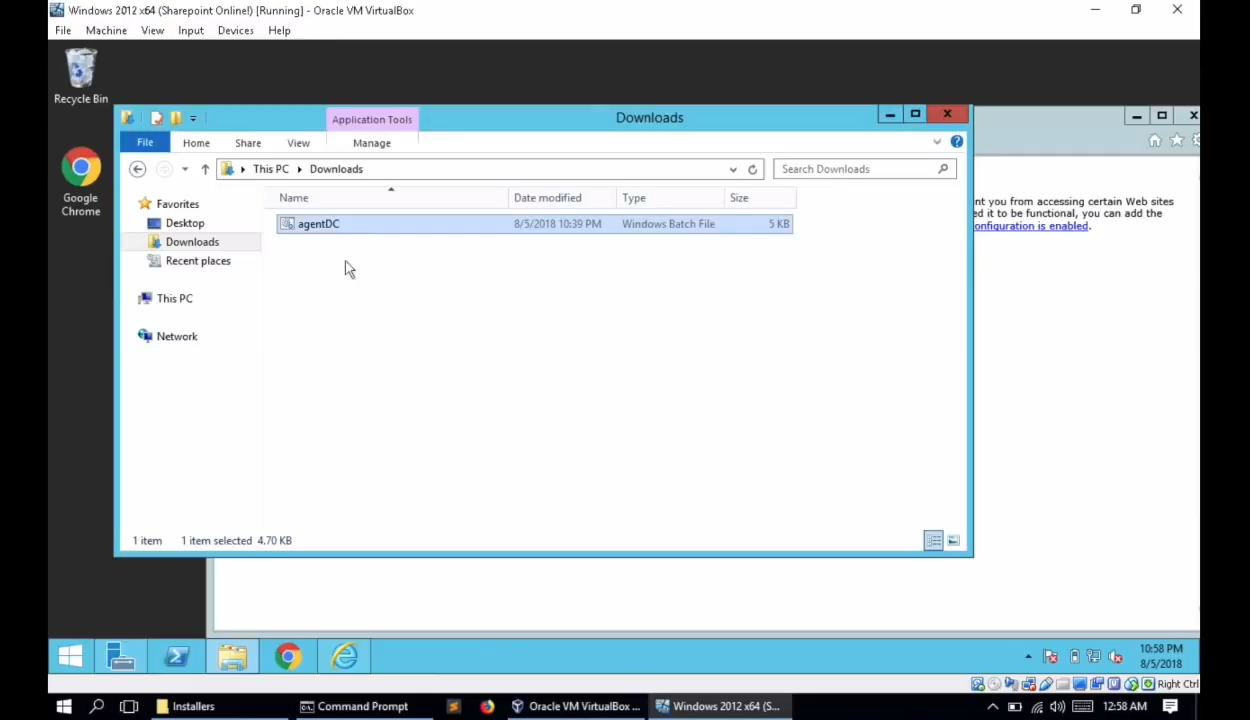 Windows 2012 x64 (Sharepoint Online!) [Running] - Oracle VM VirtualBox
File Machine View Input Devices Help
Recycle Bin
Application Tools
Downloads
File Home Share View Manage
This PC Downloads
Search Downloads
Google
Chrome
Name Date modified Type Size
Favorites
agentDC 8/5/2018 10:39 PM Windows Batch File 5 KB
Desktop
Downloads
Recent places
This PC
Network
nt you from accessing certain Web sites
ed it to be functional, you can add the
onfiguration is enabled.
1 item 1 item selected 4.70 KB
10:58 PM
8/5/2018
Right Ctrl
Installers Command Prompt Oracle VM VirtualBox ... Windows 2012 x64 (S... 12:58 AM